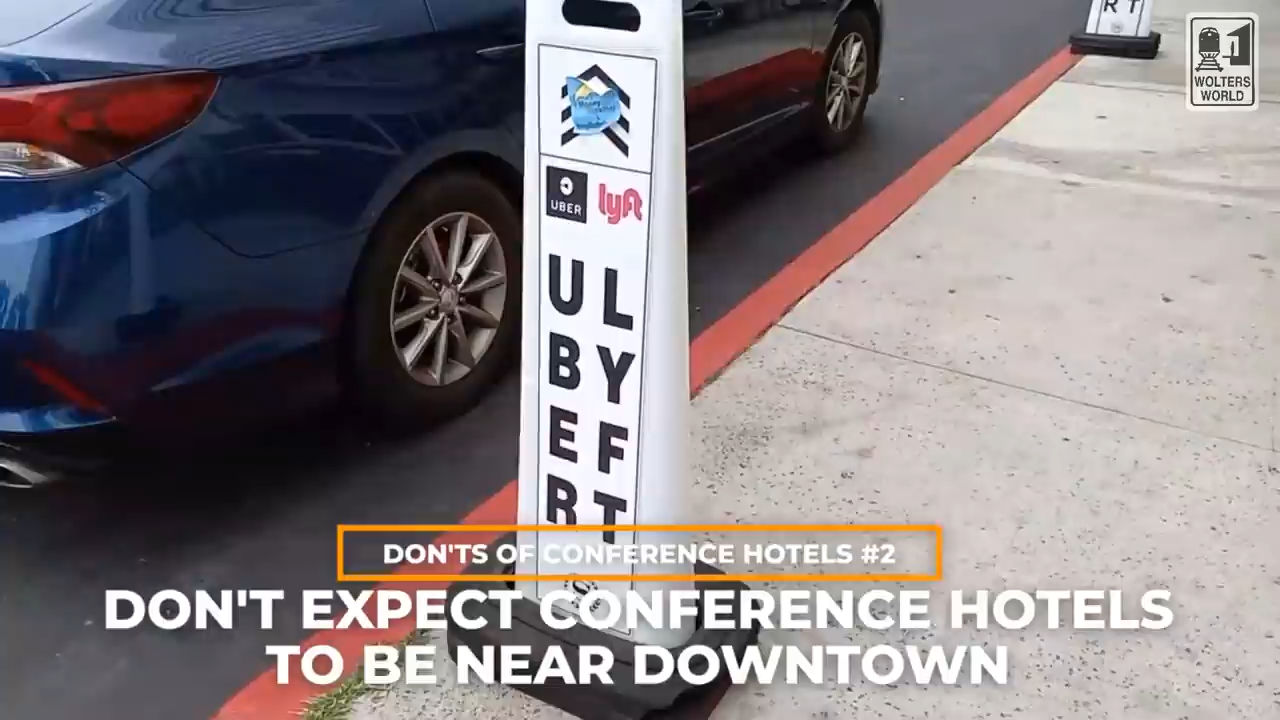 R T
WOLTERS
WORLD
UBER lyft
U L
B Y
E F
R T
DON'TS OF CONFERENCE HOTELS #2
DON'T EXPECT CONFERENCE HOTELS
TO BE NEAR DOWNTOWN